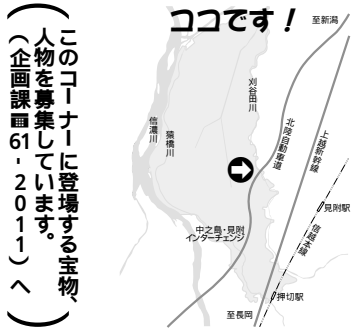 （このコーナーに登場する宝物、
人物を募集しています。
（企画課☎61-2011）へ）
ココです！
至新潟
刈谷田川
北陸自動車道
上越新幹線
信濃川
猿橋川
見附駅
中之島・見附
インターチェンジ
信越本線
押切駅
至長岡